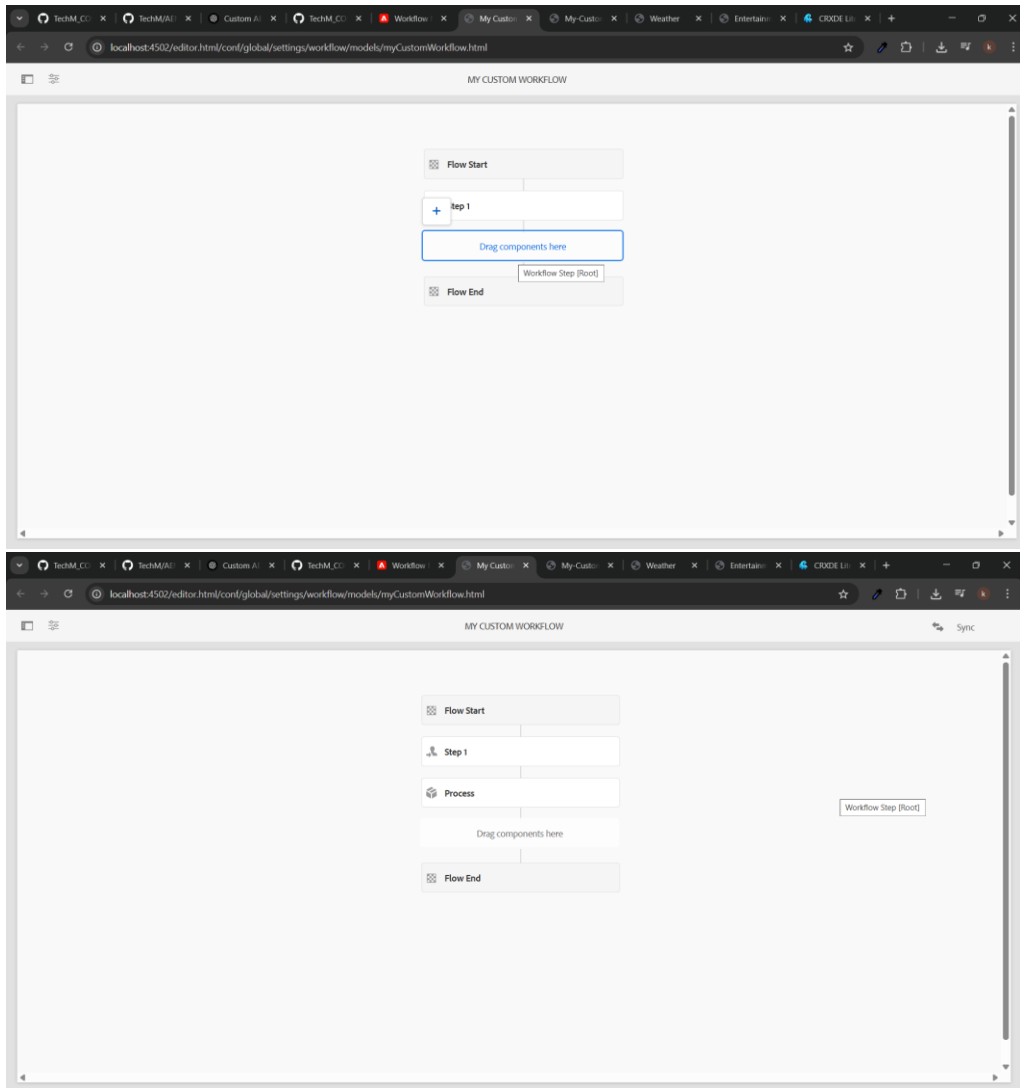 TechM_CO
TechM/AE
Custom AE
TechM_CO
Workflow
My Custom
My-Custo
Weather
Entertainm
CRXDE Lit
localhost:4502/editor.html/conf/global/settings/workflow/models/myCustomWorkflow.html
k
MY CUSTOM WORKFLOW
Flow Start
+
tep 1
Drag components here
Workflow Step [Root]
Flow End
TechM_CO
TechM/AE
Custom AE
TechM_CO
Workflow
My Custom
My-Custo
Weather
Entertainm
CRXDE Lit
localhost:4502/editor.html/conf/global/settings/workflow/models/myCustomWorkflow.html
k
MY CUSTOM WORKFLOW
Sync
Flow Start
Step 1
Process
Workflow Step [Root]
Drag components here
Flow End